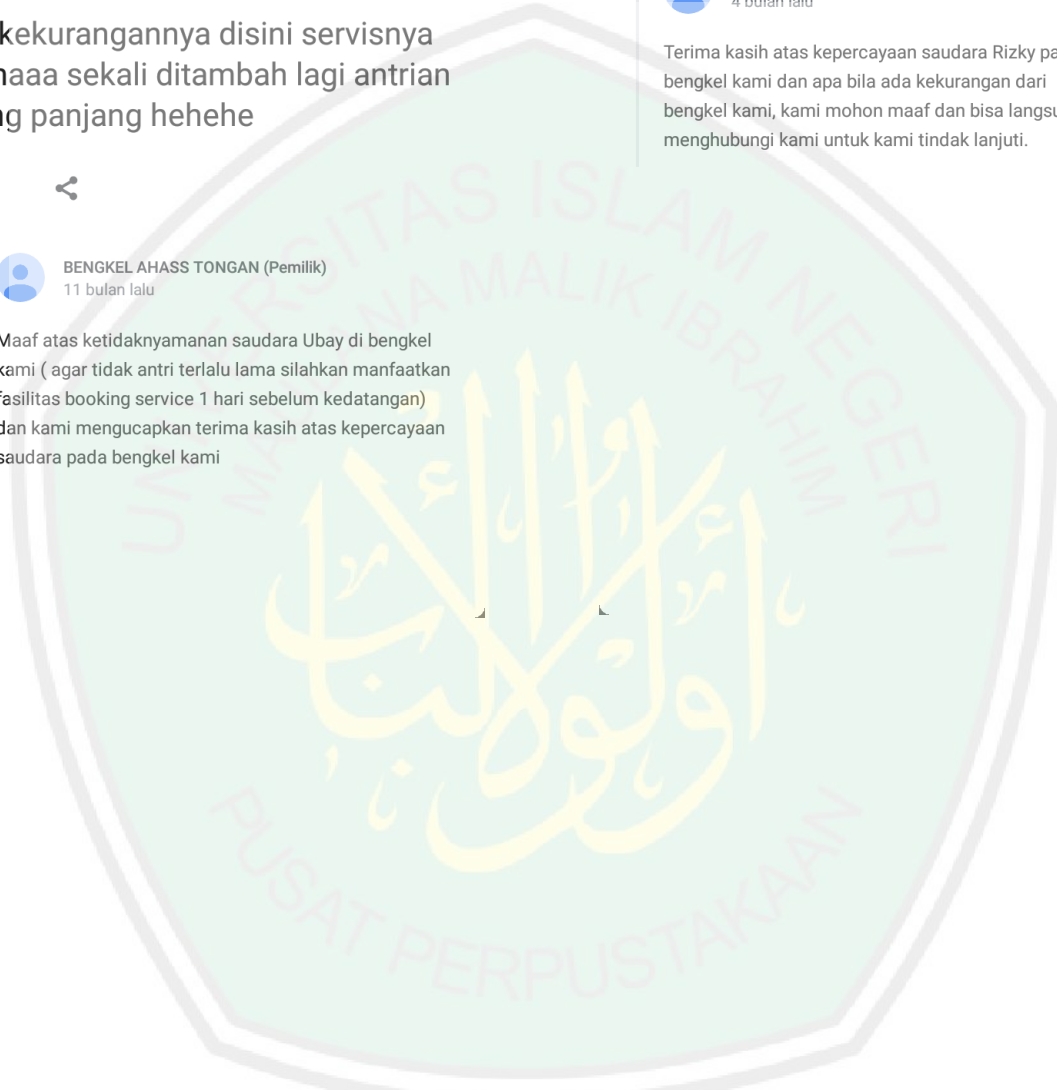 kekurangannya disini servisnya
sekali ditambah lagi antrian
panjang hehehe
BENGKEL AHASS TONGAN (Pemilik)
11 bulan lalu
Maaf atas ketidaknyamanan saudara Ubay di bengkel
kami ( agar tidak antri terlalu lama silahkan manfaatkan
fasilitas booking service 1 hari sebelum kedatangan)
dan kami mengucapkan terima kasih atas kepercayaan
saudara pada bengkel kami
4 bulan lalu
Terima kasih atas kepercayaan saudara Rizky
bengkel kami dan apa bila ada kekurangan dari
bengkel kami, kami mohon maaf dan bisa
menghubungi kami untuk kami tindak lanjuti.
UNIVERSITAS ISLAM NEGERI
MAULANA MALIK IBRAHIM
أولو الألباب
PUSAT PERPUSTAKAAN